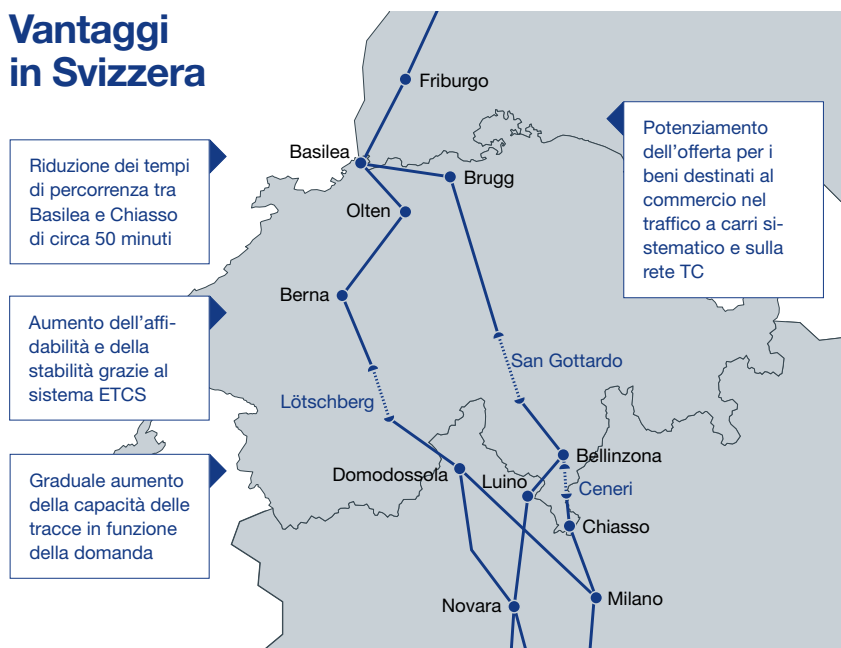 Vantaggi
in Svizzera
Riduzione dei tempi
di percorrenza tra
Basilea e Chiasso
di circa 50 minuti
Aumento dell'affi-
dabilità e della
stabilità grazie al
sistema ETCS
Graduale aumento
della capacità delle
tracce in funzione
della domanda
Potenziamento
dell'offerta per i
beni destinati al
commercio nel
traffico a carri si-
stematico e sulla
rete TC
Friburgo
Basilea
Brugg
Olten
Berna
San Gottardo
Lötschberg
Bellinzona
Domodossola
Luino
Ceneri
Chiasso
Novara
Milano